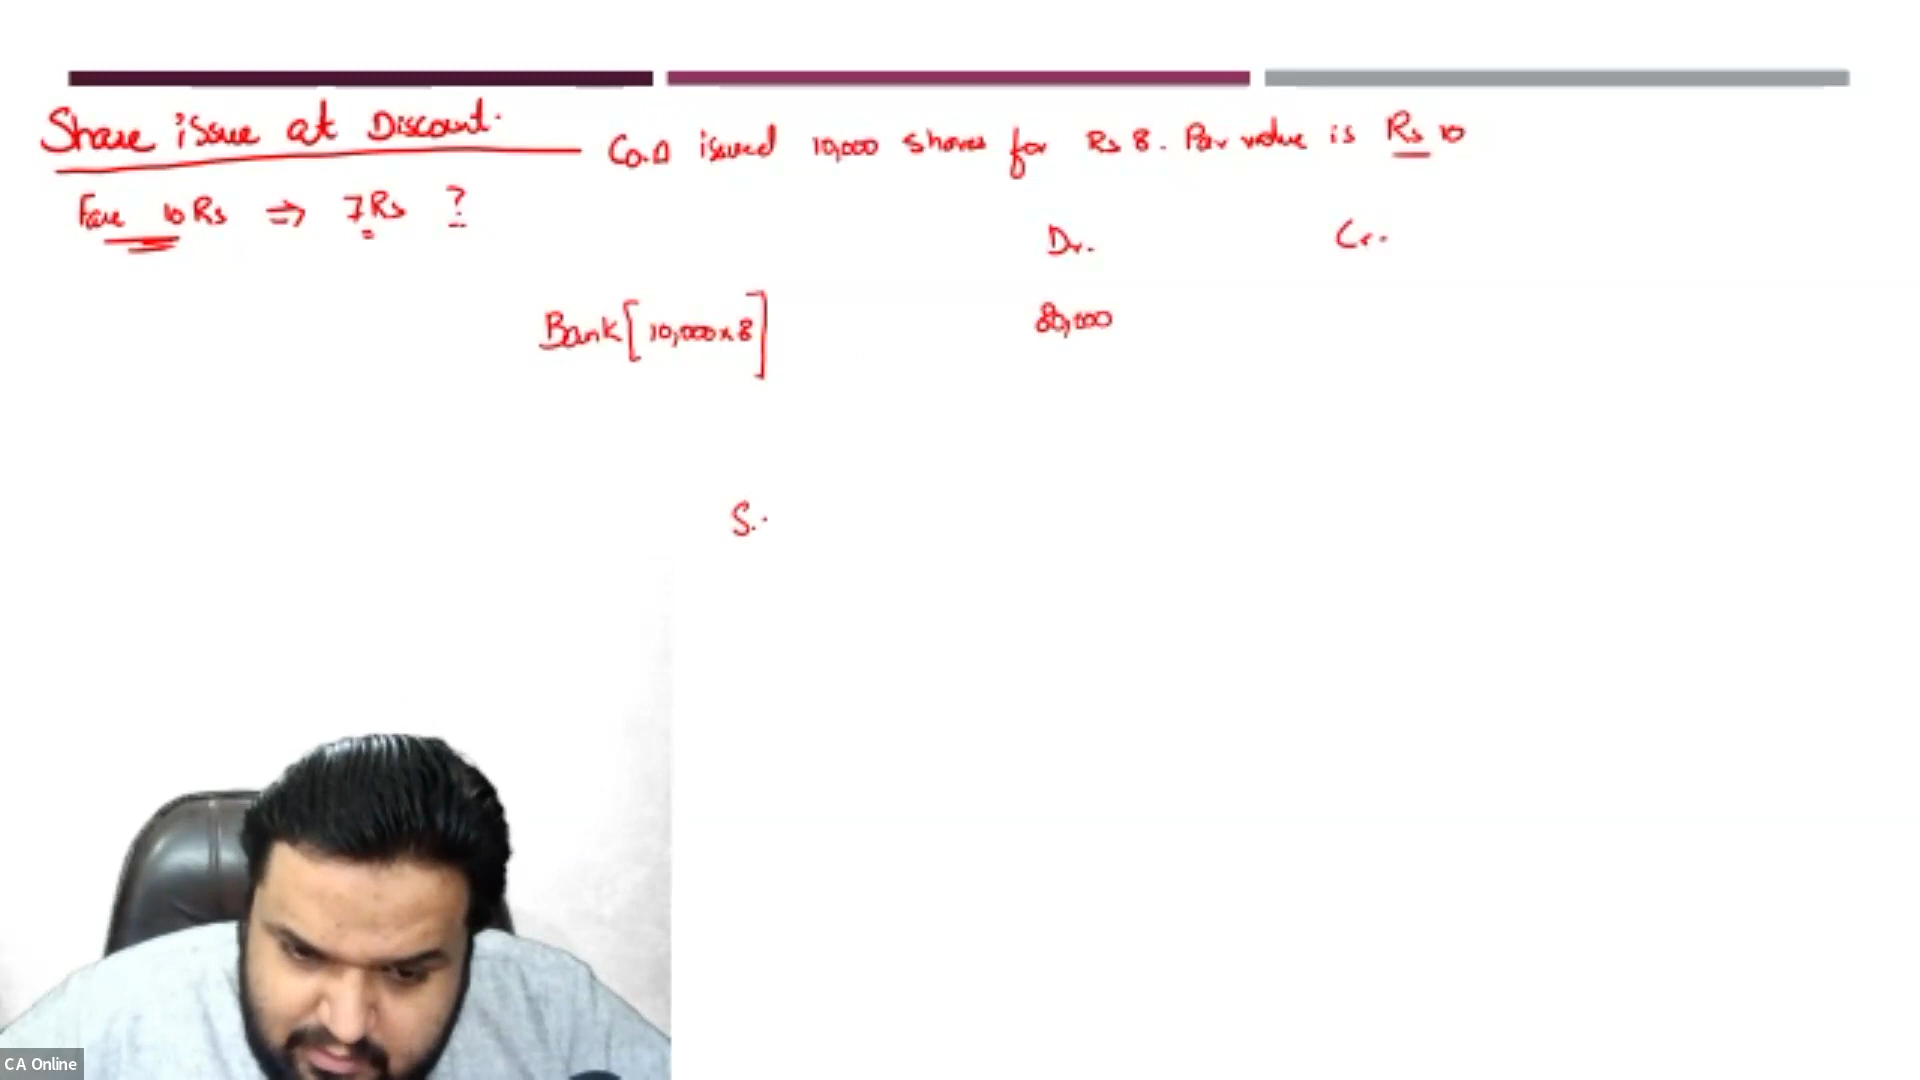 Share issue at Discount.
Co.A issued 10,000 shares for Rs 8. Par value is Rs 10
Face 10 Rs ⇒ 7 Rs ?
Dr. Cr.
Bank [10,000 x 8] 80,000
S..
CA Online